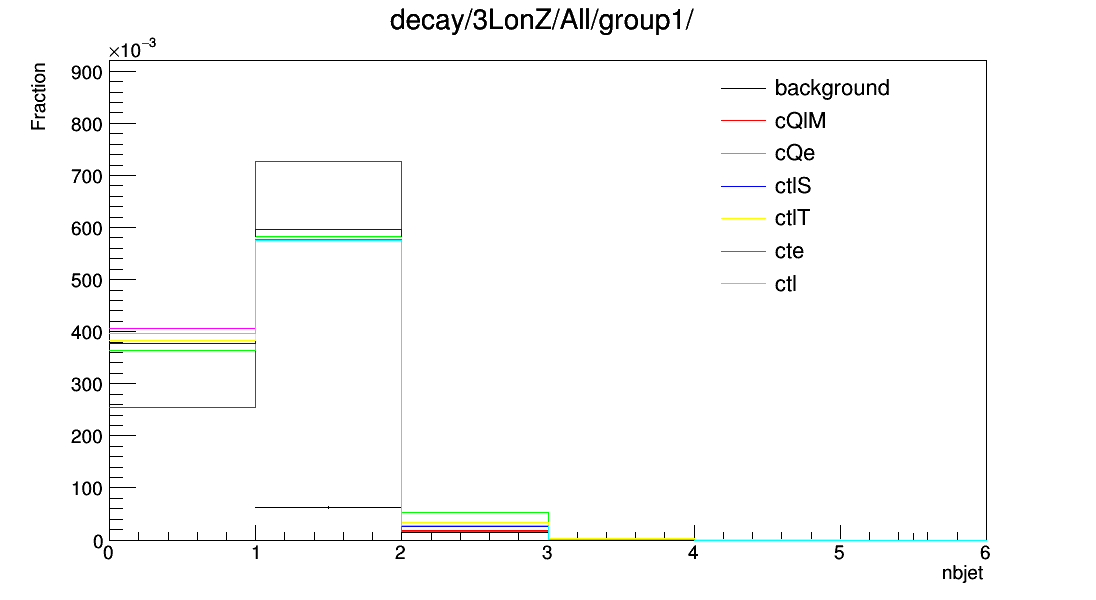 decay/3LonZ/All/group1/
×10⁻³
Fraction
900
800
700
600
500
400
300
200
100
0
0 1 2 3 4 5 6
nbjet
background
cQlM
cQe
ctlS
ctlT
cte
ctl